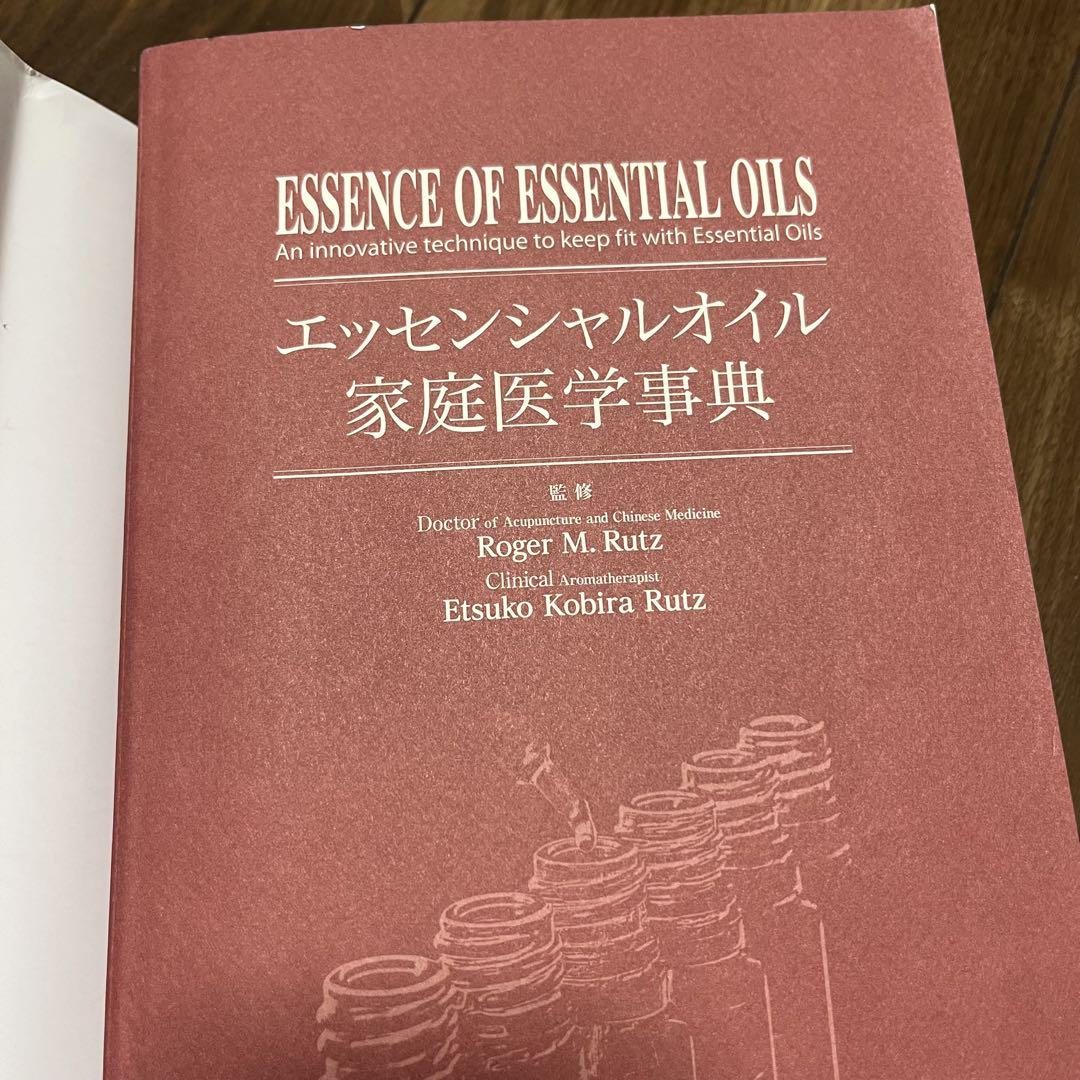 ESSENCE OF ESSENTIAL OILS
An innovative technique to keep fit with Essential Oils
エッセンシャルオイル
家庭医学事典
監修
Doctor of Acupuncture and Chinese Medicine
Roger M. Rutz
Clinical Aromatherapist
Etsuko Kobira Rutz